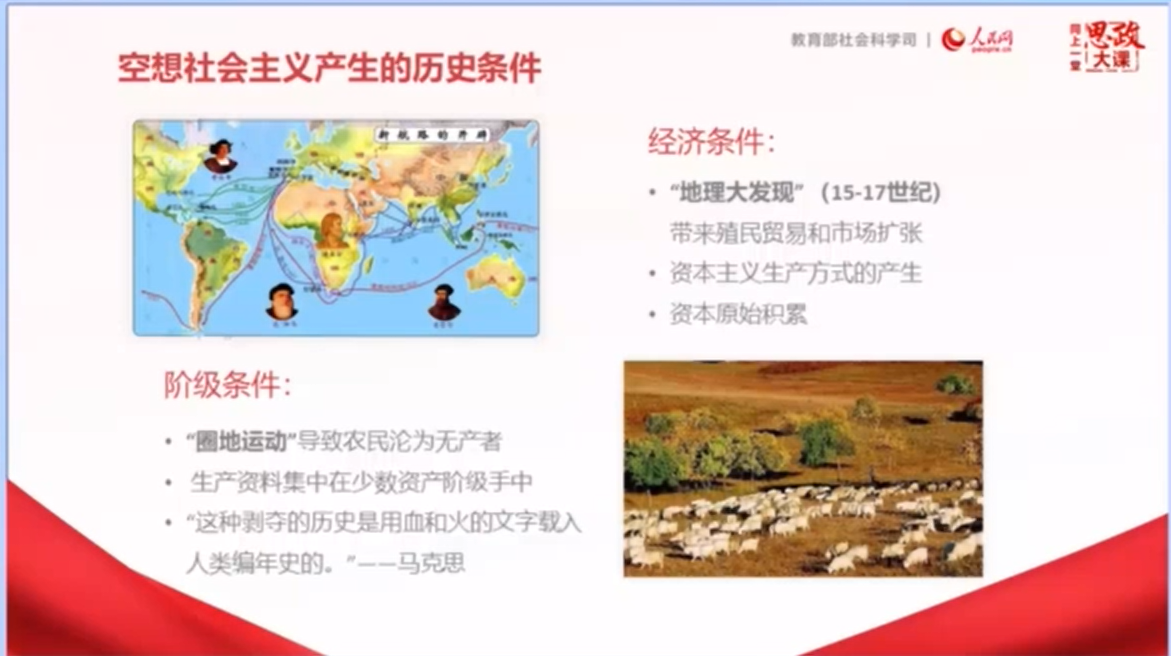 空想社会主义产生的历史条件
教育部社会科学司 |
人民网
people.cn
同上一堂
思政
大课
新航路的开辟
经济条件：
• “地理大发现”（15-17世纪）
带来殖民贸易和市场扩张
• 资本主义生产方式的产生
• 资本原始积累
阶级条件：
• “圈地运动”导致农民沦为无产者
• 生产资料集中在少数资产阶级手中
• “这种剥夺的历史是用血和火的文字载入
人类编年史的。”——马克思